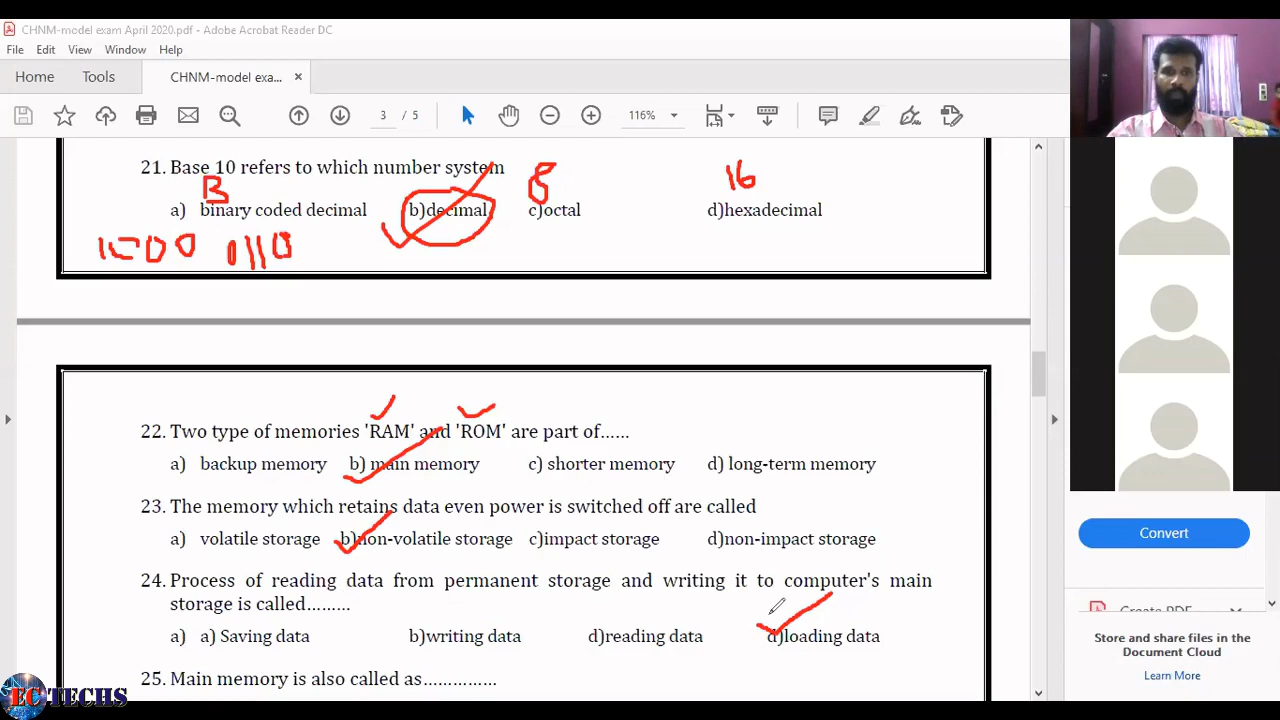 CHNM-model exam April 2020.pdf - Adobe Acrobat Reader DC
File Edit View Window Help
Home Tools CHNM-model exa... ×
3 / 5 116%
21. Base 10 refers to which number system
B 8 16
a) binary coded decimal b)decimal c)octal d)hexadecimal
22. Two type of memories 'RAM' and 'ROM' are part of......
a) backup memory b) main memory c) shorter memory d) long-term memory
23. The memory which retains data even power is switched off are called
a) volatile storage b)non-volatile storage c)impact storage d)non-impact storage
24. Process of reading data from permanent storage and writing it to computer's main
storage is called.........
a) a) Saving data b)writing data d)reading data d)loading data
25. Main memory is also called as...............
Convert
Create PDF
Store and share files in the
Document Cloud
Learn More
EC TECHS